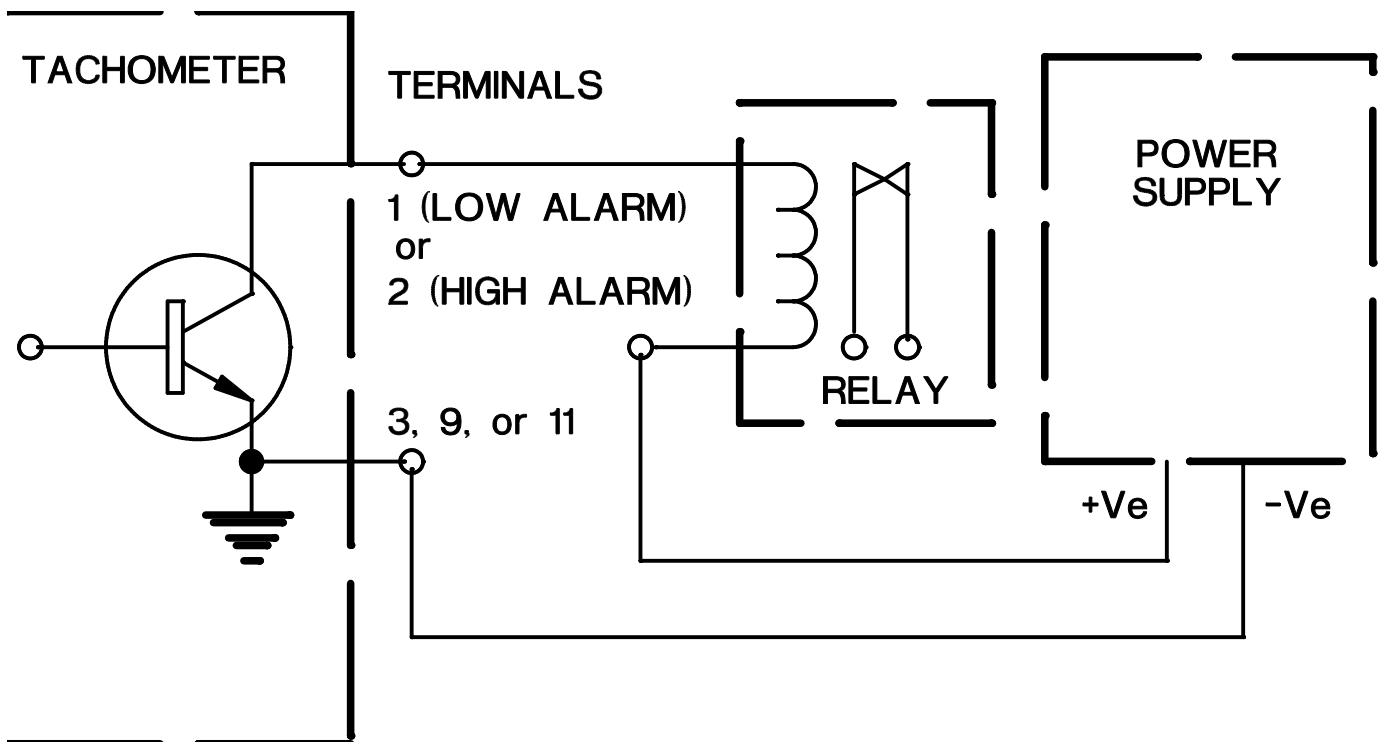 TACHOMETER
TERMINALS
1 (LOW ALARM)
or
2 (HIGH ALARM)
3, 9, or 11
RELAY
POWER
SUPPLY
+Ve
-Ve